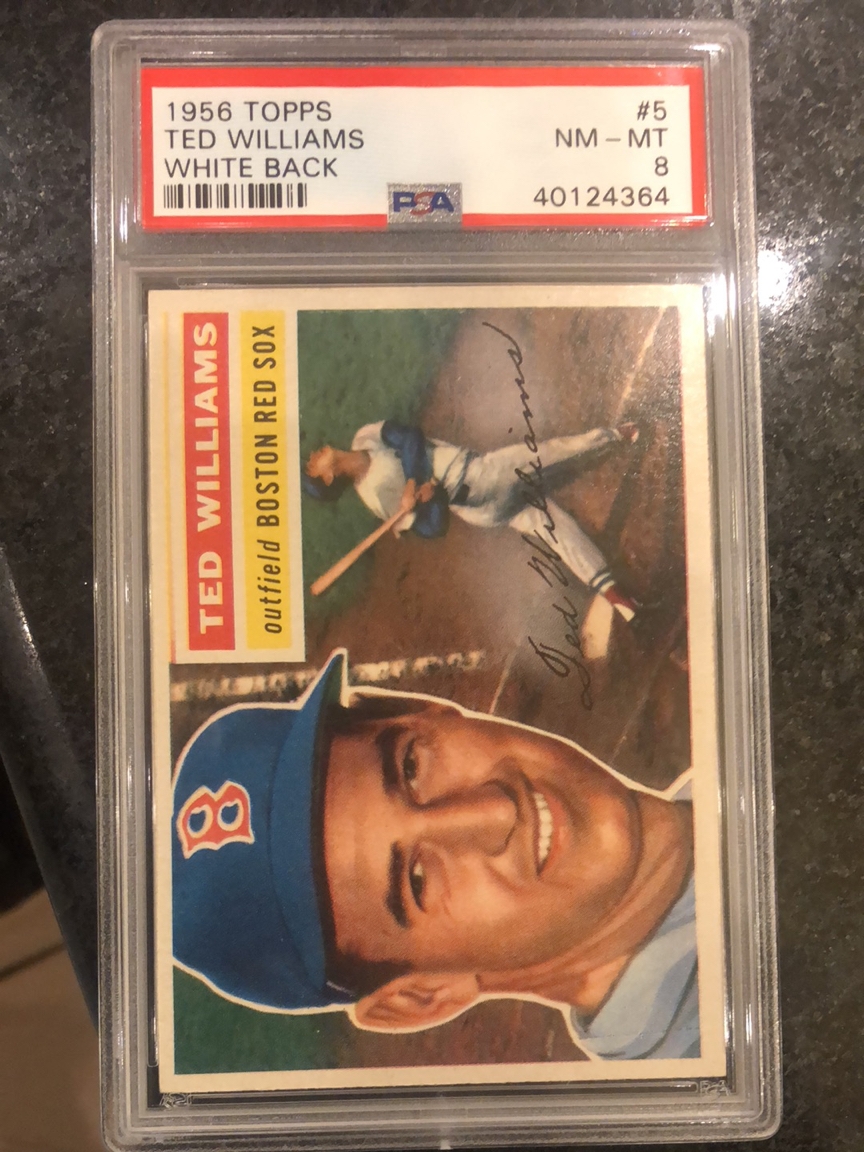 1956 TOPPS #5
TED WILLIAMS NM – MT
WHITE BACK 8
PSA 40124364
TED WILLIAMS
outfield BOSTON RED SOX
Ted Williams
B